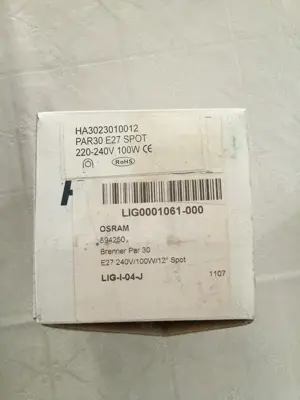 HA3023010012
PAR30 E27 SPOT
220-240V 100W CE
RoHS
LIG0001061-000
OSRAM
594260
Brenner Par 30
E27 240V/100W/12° Spot
LIG-I-04-J 1107